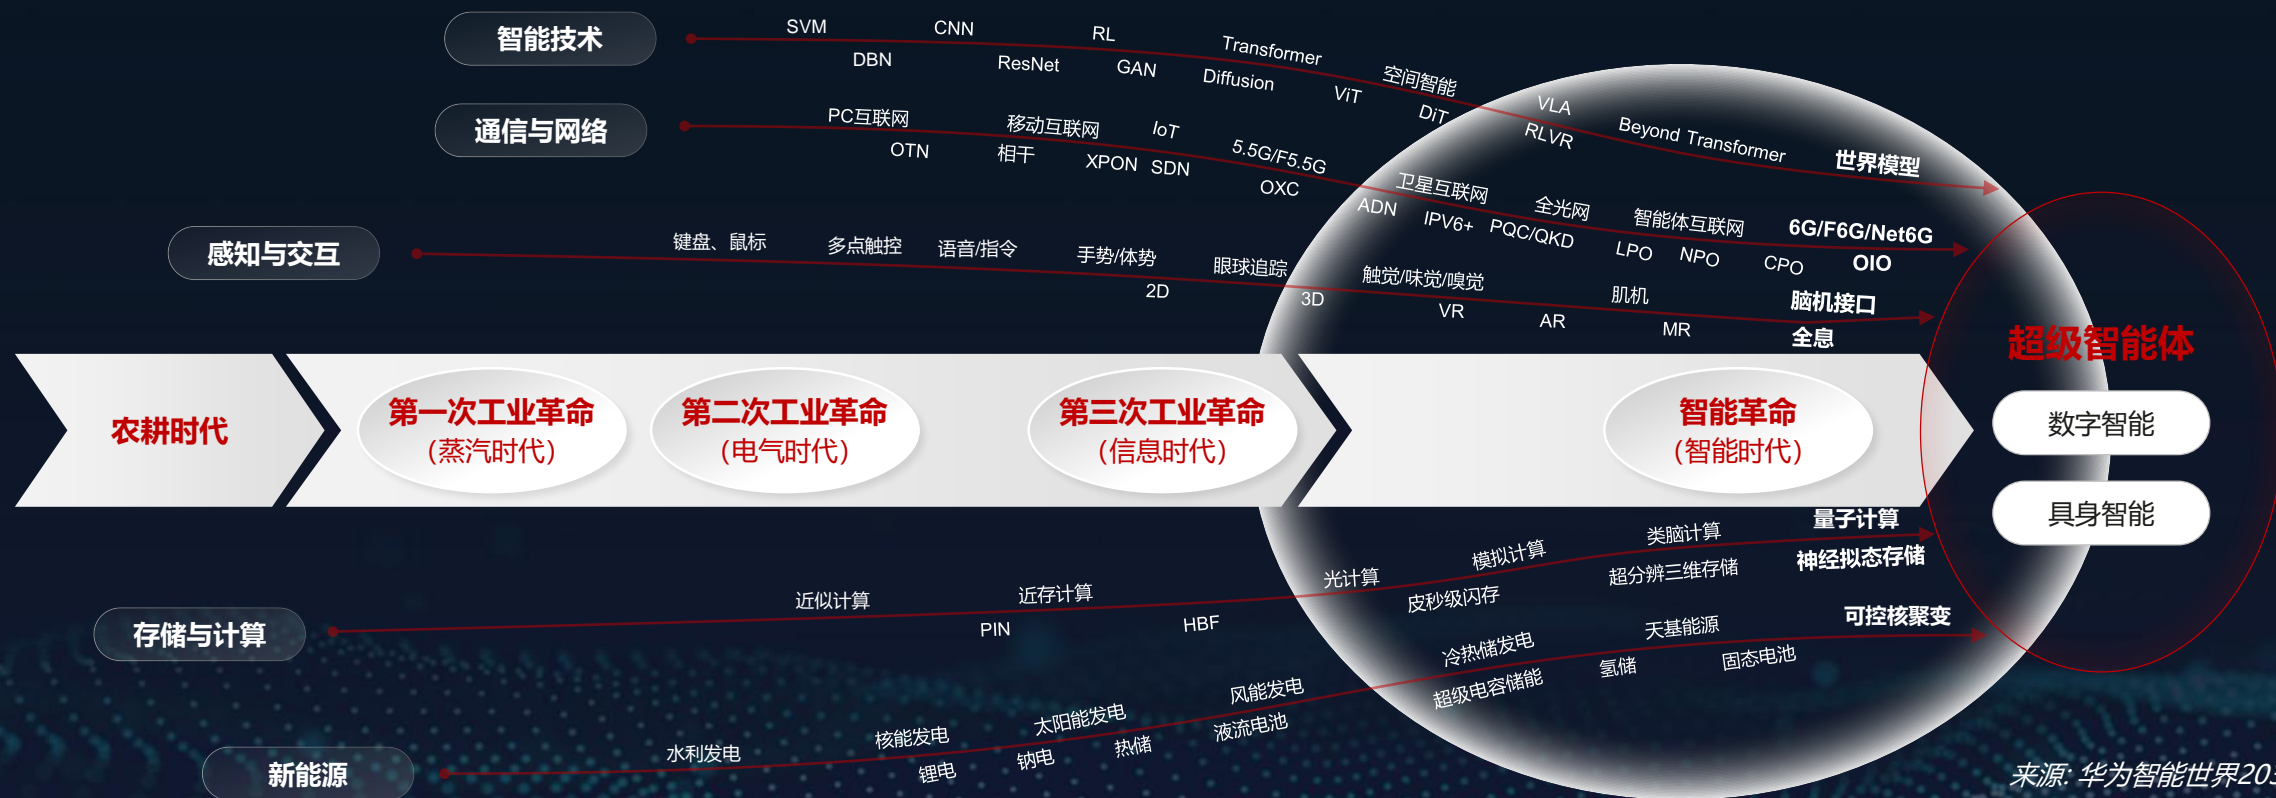 智能技术
SVM CNN RL Transformer 空间智能 VLA Beyond Transformer 世界模型
DBN ResNet GAN Diffusion ViT DiT RLVR
通信与网络
PC互联网 移动互联网 IoT 5.5G/F5.5G 卫星互联网 全光网 智能体互联网 6G/F6G/Net6G
OTN 相干 XPON SDN OXC ADN IPV6+ PQC/QKD LPO NPO CPO OIO
感知与交互
键盘、鼠标 多点触控 语音/指令 手势/体势 眼球追踪 触觉/味觉/嗅觉 肌机 脑机接口
2D 3D VR AR MR 全息
农耕时代
第一次工业革命
（蒸汽时代）
第二次工业革命
（电气时代）
第三次工业革命
（信息时代）
智能革命
（智能时代）
超级智能体
数字智能
具身智能
存储与计算
近似计算 近存计算 光计算 模拟计算 类脑计算 量子计算
PIN HBF 皮秒级闪存 超分辨三维存储 神经拟态存储
新能源
水利发电 核能发电 太阳能发电 风能发电 冷热储发电 天基能源 可控核聚变
锂电 钠电 热储 液流电池 超级电容储能 氢储 固态电池
来源: 华为智能世界203